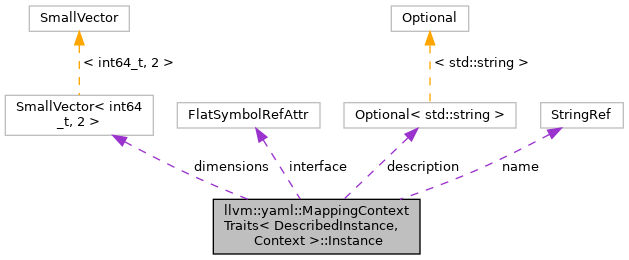 SmallVector
Optional
< int64_t, 2 >
< std::string >
SmallVector< int64
_t, 2 >
FlatSymbolRefAttr
Optional< std::string >
StringRef
dimensions
interface
description
name
llvm::yaml::MappingContext
Traits< DescribedInstance,
Context >::Instance